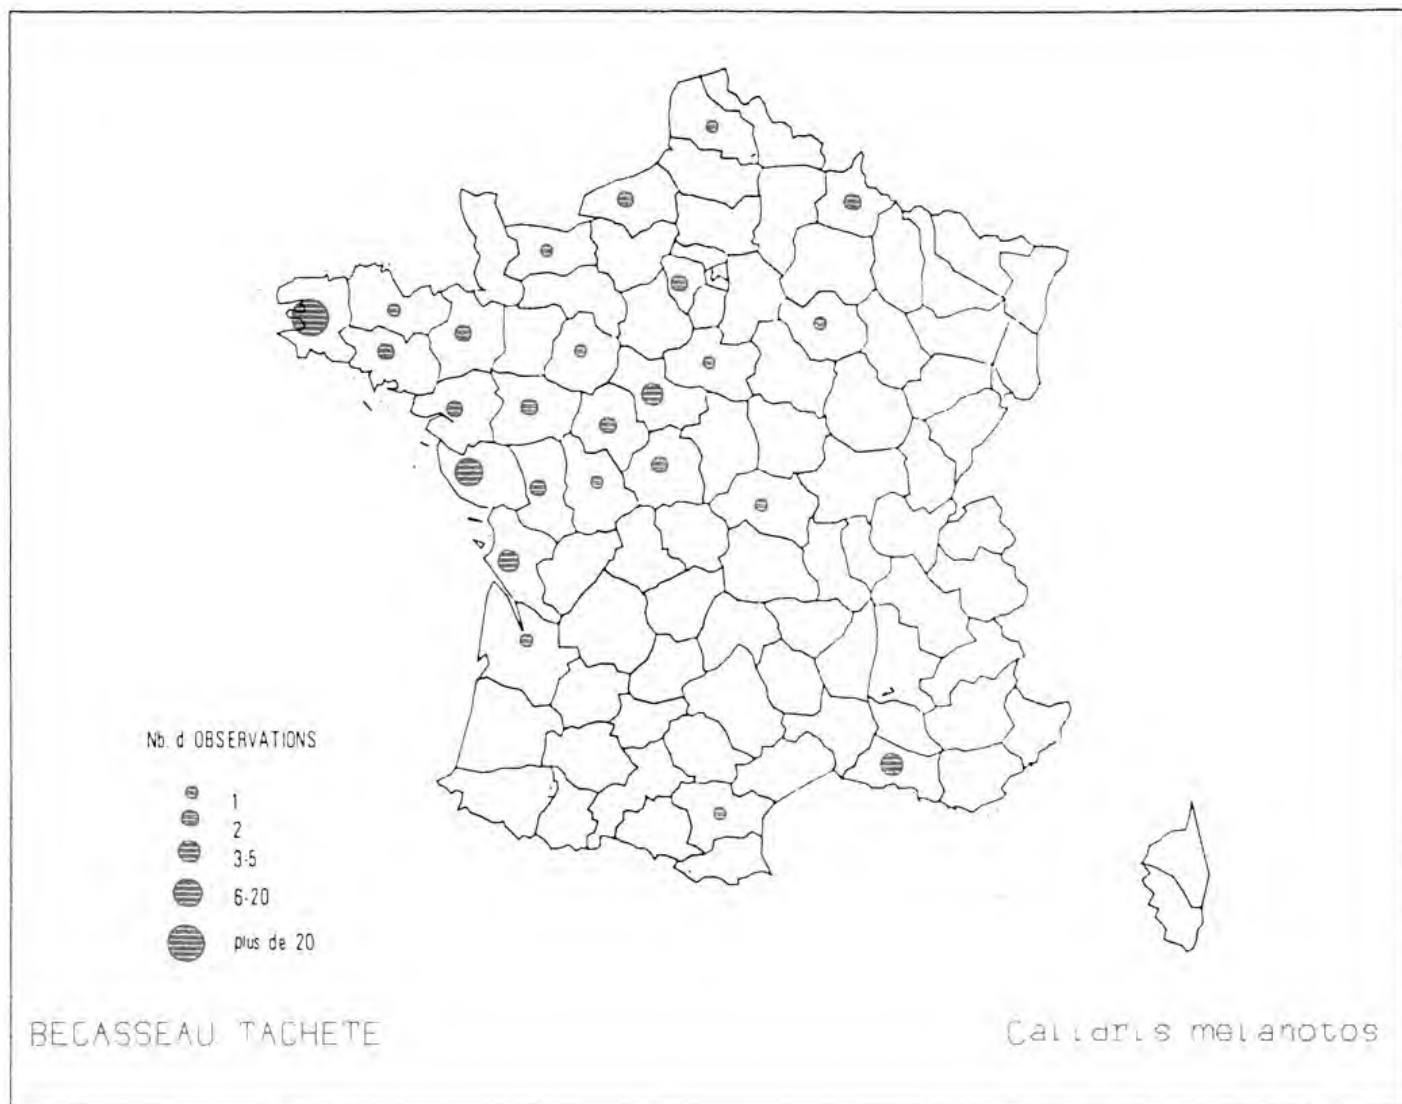 Nb. d OBSERVATIONS
1
2
3-5
6-20
plus de 20
BECASSEAU TACHETE
Calidris melanotos